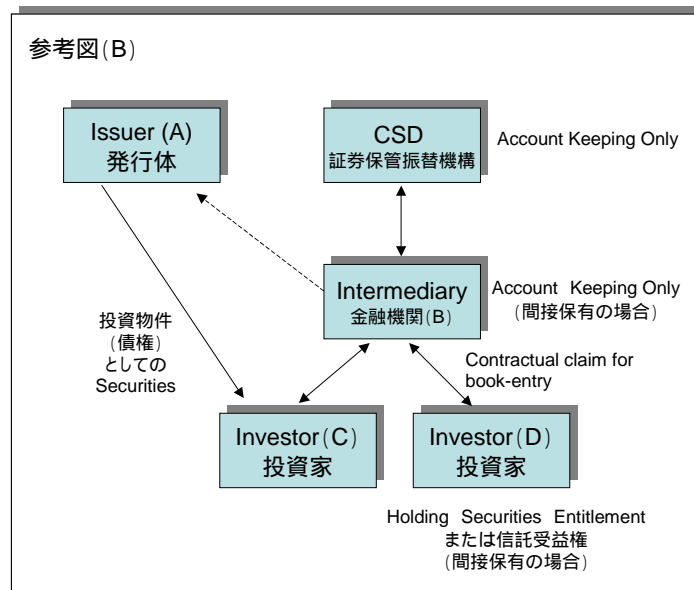 参考図(B)
Issuer (A)
発行体
CSD
証券保管振替機構
Account Keeping Only
Intermediary
金融機関(B)
Account Keeping Only
(間接保有の場合)
投資物件
(債権)
としての
Securities
Contractual claim for
book-entry
Investor(C)
投資家
Investor(D)
投資家
Holding Securities Entitlement
または信託受益権
(間接保有の場合)